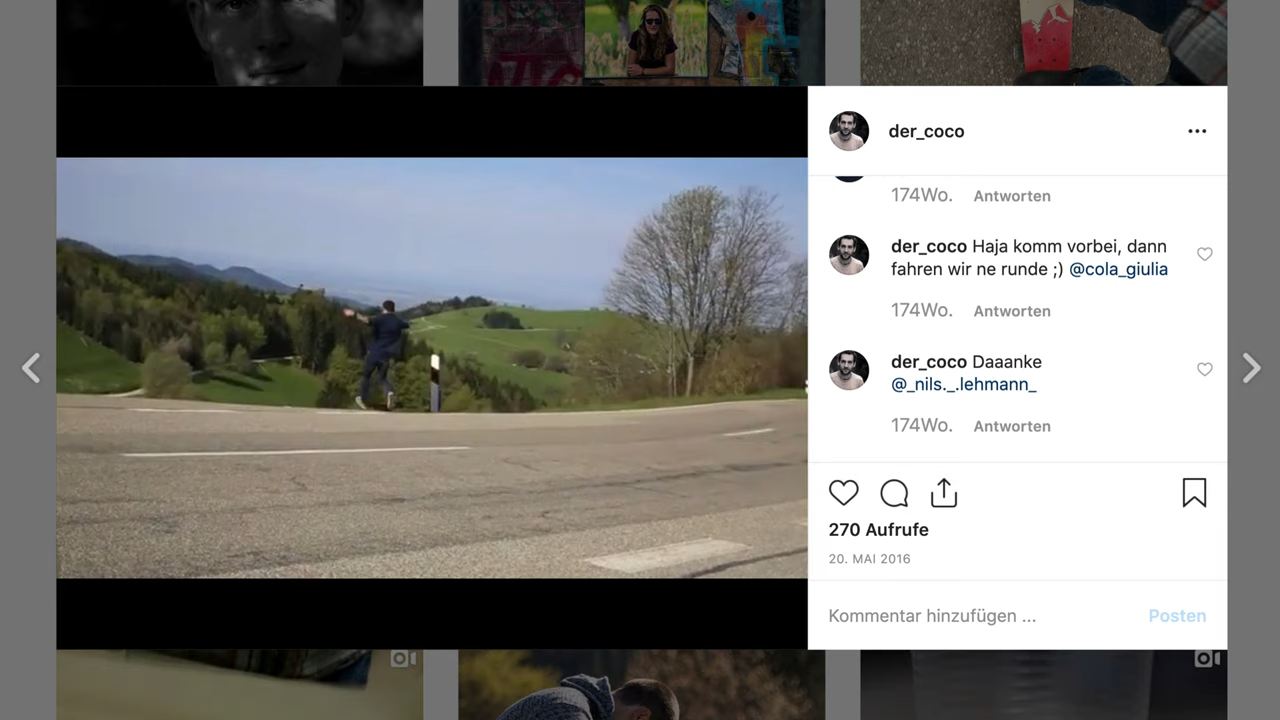 der_coco
174Wo. Antworten
der_coco Haja komm vorbei, dann
fahren wir ne runde ;) @cola_giulia
174Wo. Antworten
der_coco Daaanke
@_nils._.lehmann_
174Wo. Antworten
270 Aufrufe
20. MAI 2016
Kommentar hinzufügen ... Posten